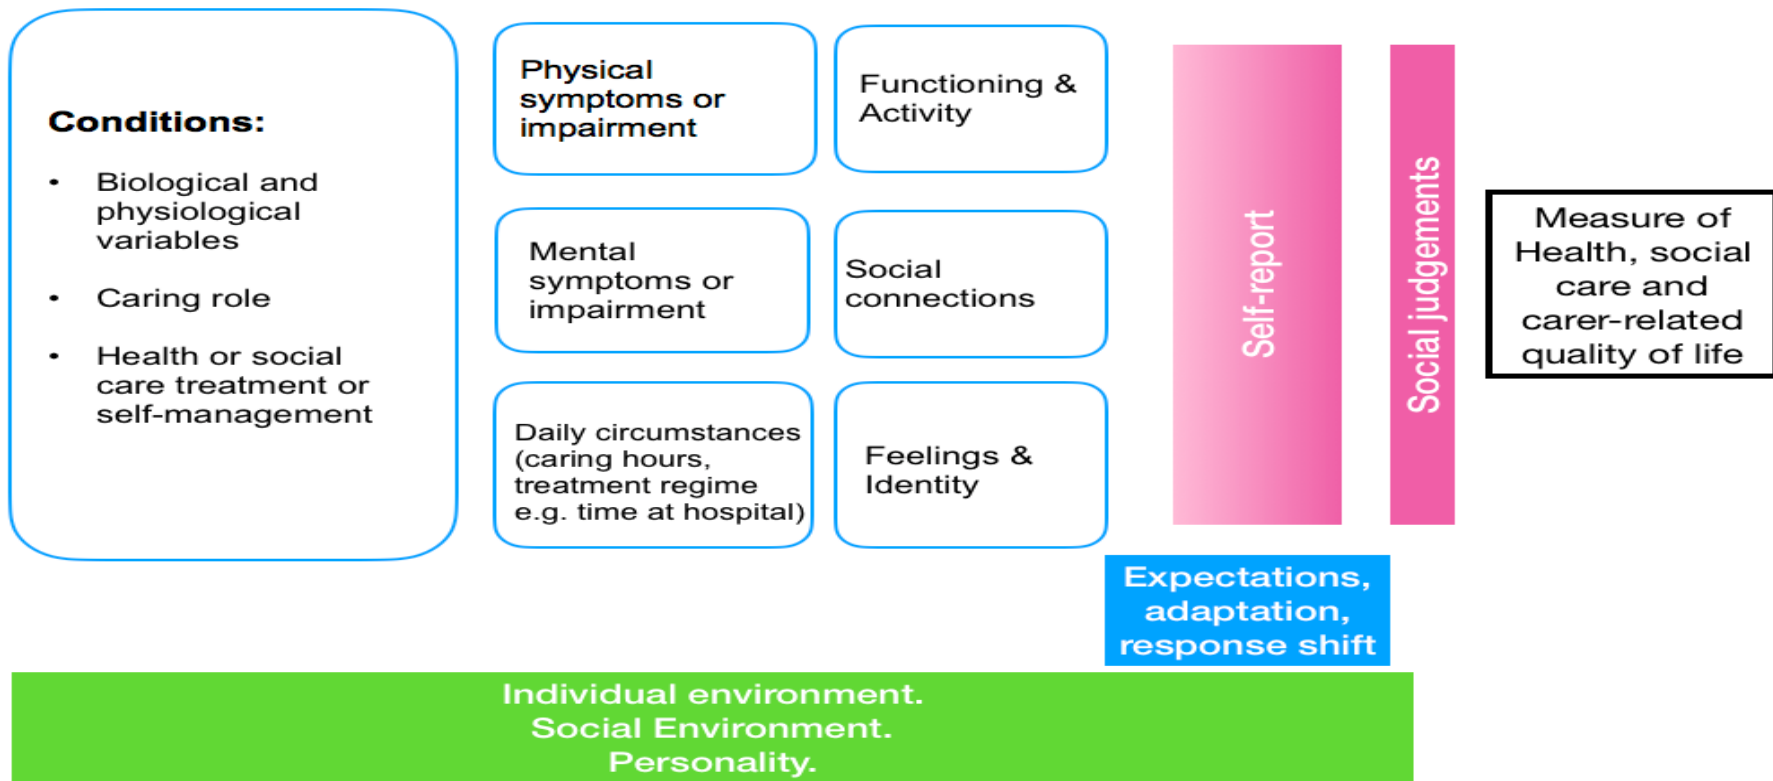 Conditions:
• Biological and
physiological
variables
• Caring role
• Health or social
care treatment or
self-management
Physical
symptoms or
impairment
Mental
symptoms or
impairment
Daily circumstances
(caring hours,
treatment regime
e.g. time at hospital)
Functioning &
Activity
Social
connections
Feelings &
Identity
Self-report
Social judgements
Measure of
Health, social
care and
carer-related
quality of life
Expectations,
adaptation,
response shift
Individual environment.
Social Environment.
Personality.